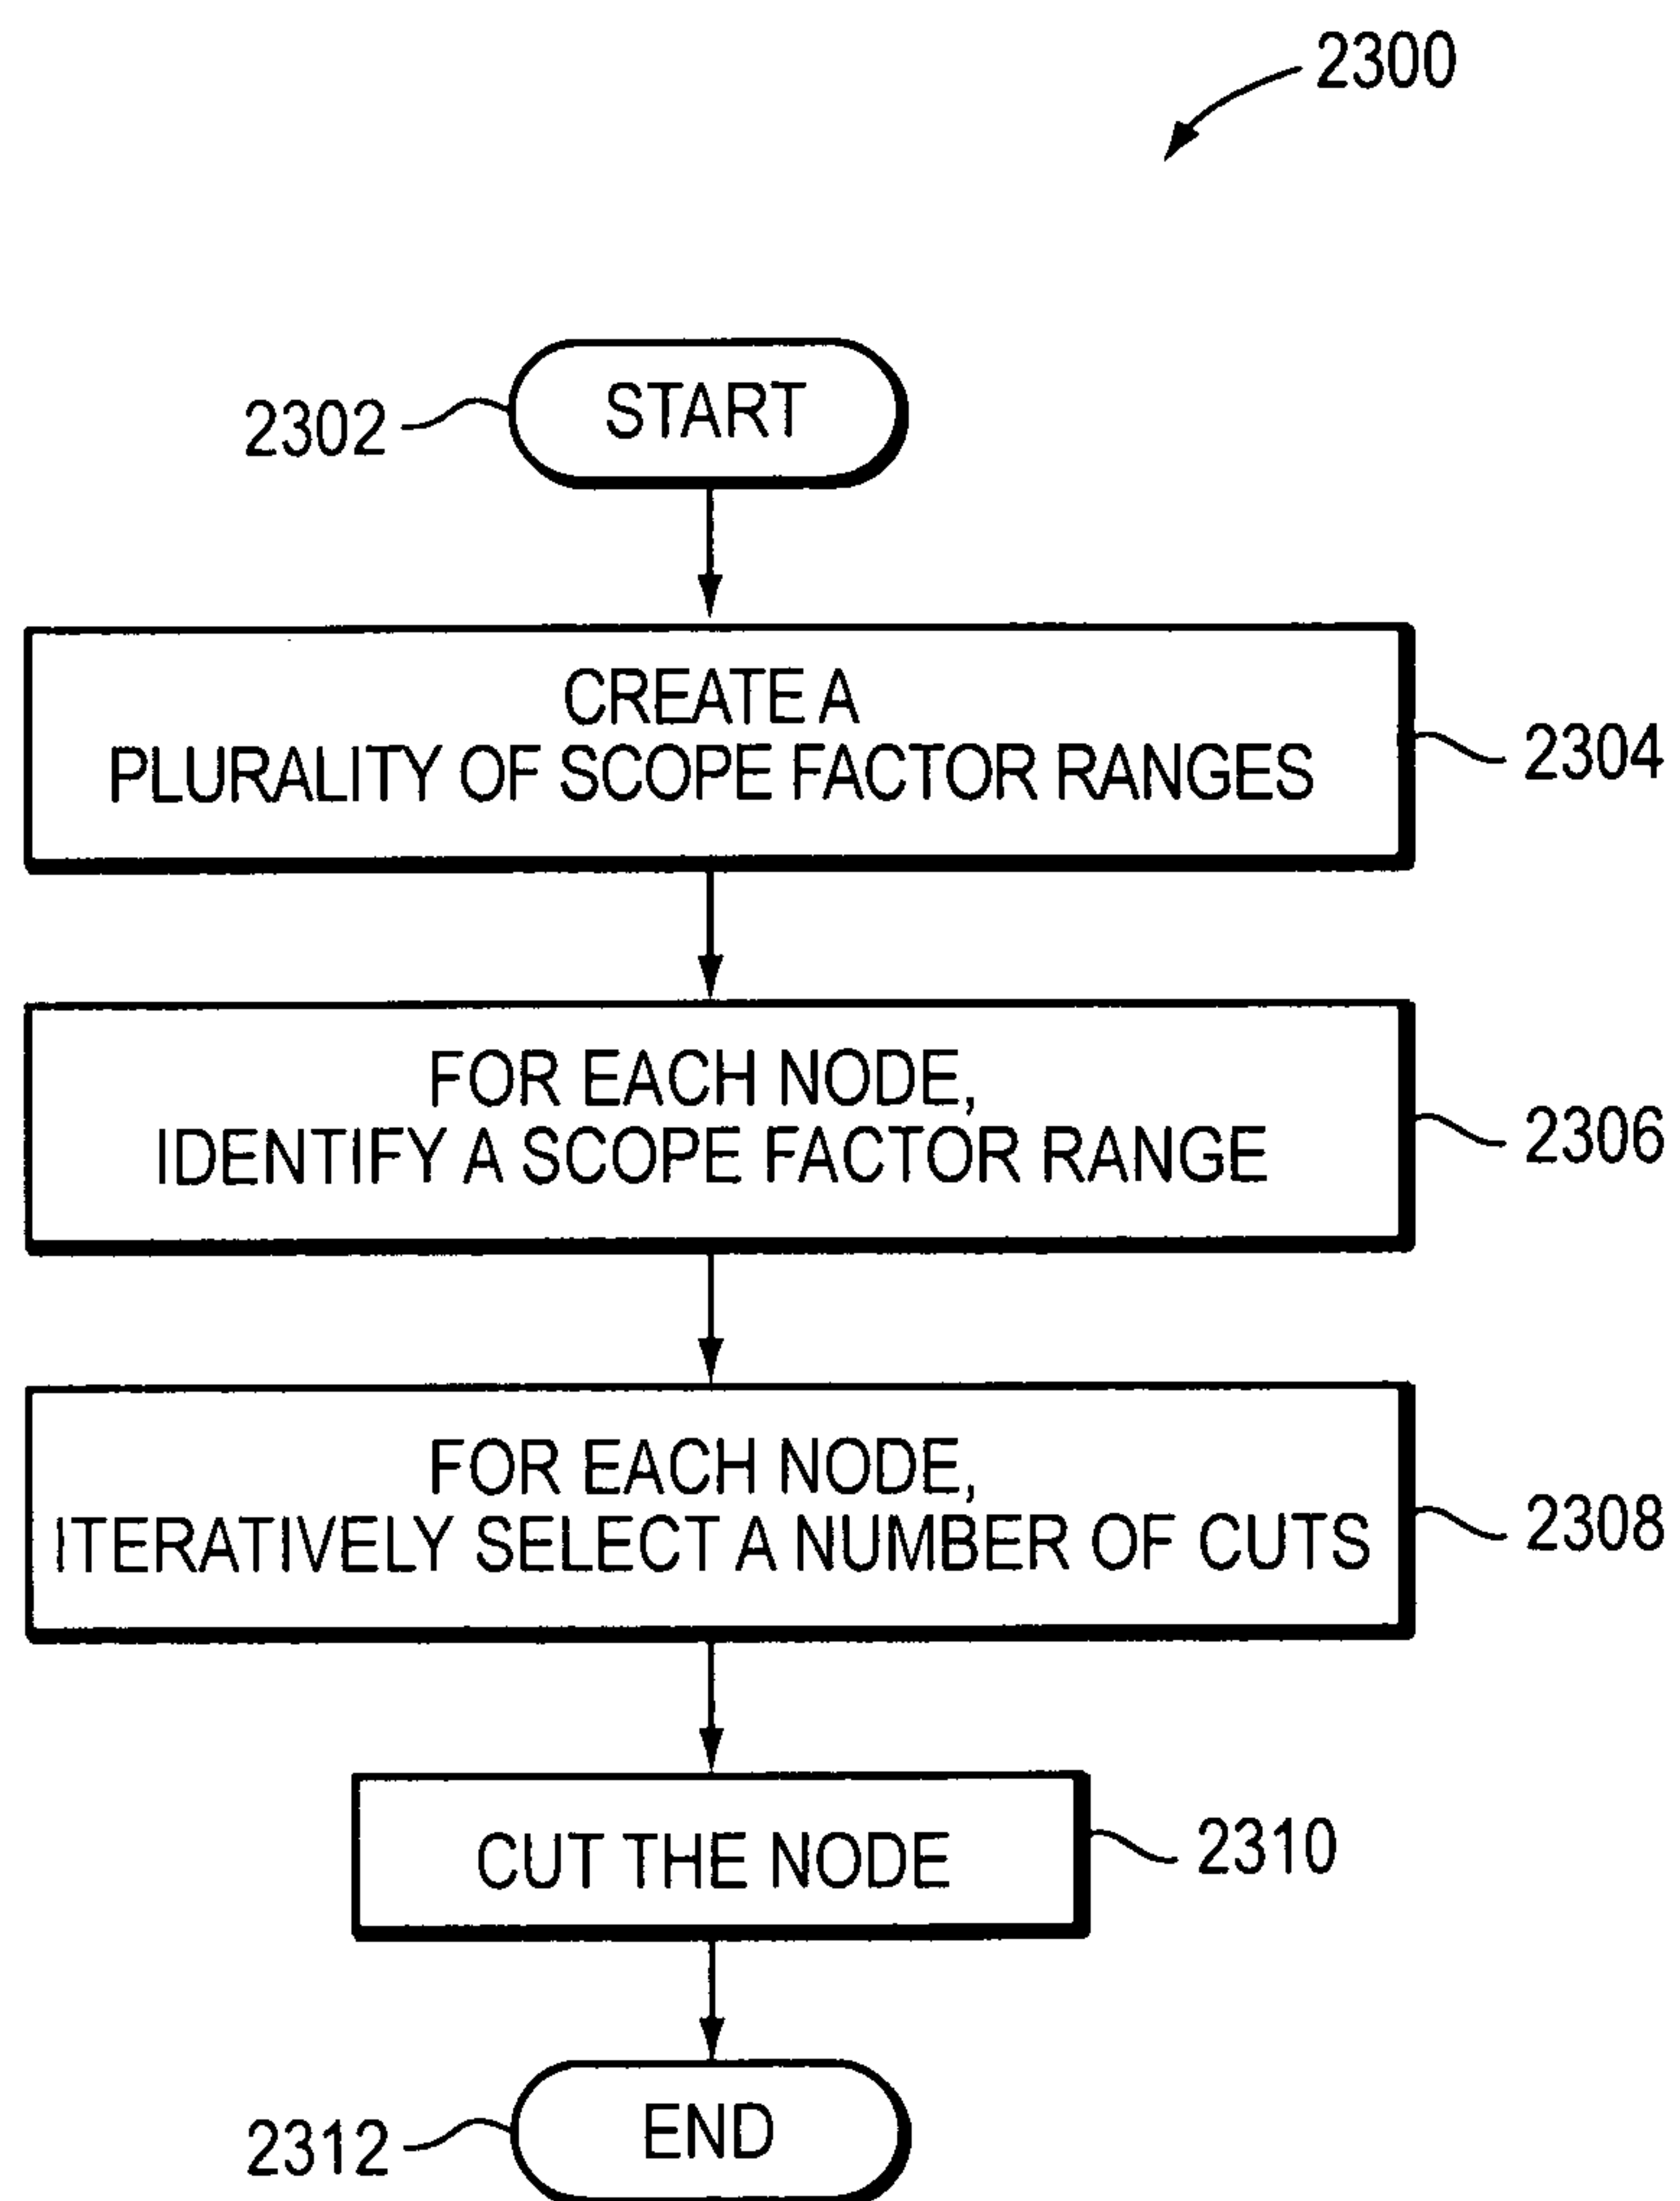 2300
2302
START
CREATE A
PLURALITY OF SCOPE FACTOR RANGES
2304
FOR EACH NODE,
IDENTIFY A SCOPE FACTOR RANGE
2306
FOR EACH NODE,
ITERATIVELY SELECT A NUMBER OF CUTS
2308
CUT THE NODE
2310
2312
END